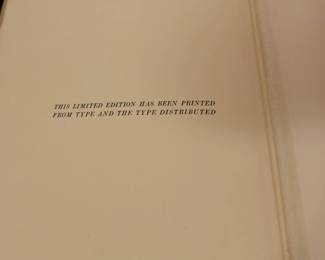 THIS LIMITED EDITION HAS BEEN PRINTED
FROM TYPE AND THE TYPE DISTRIBUTED